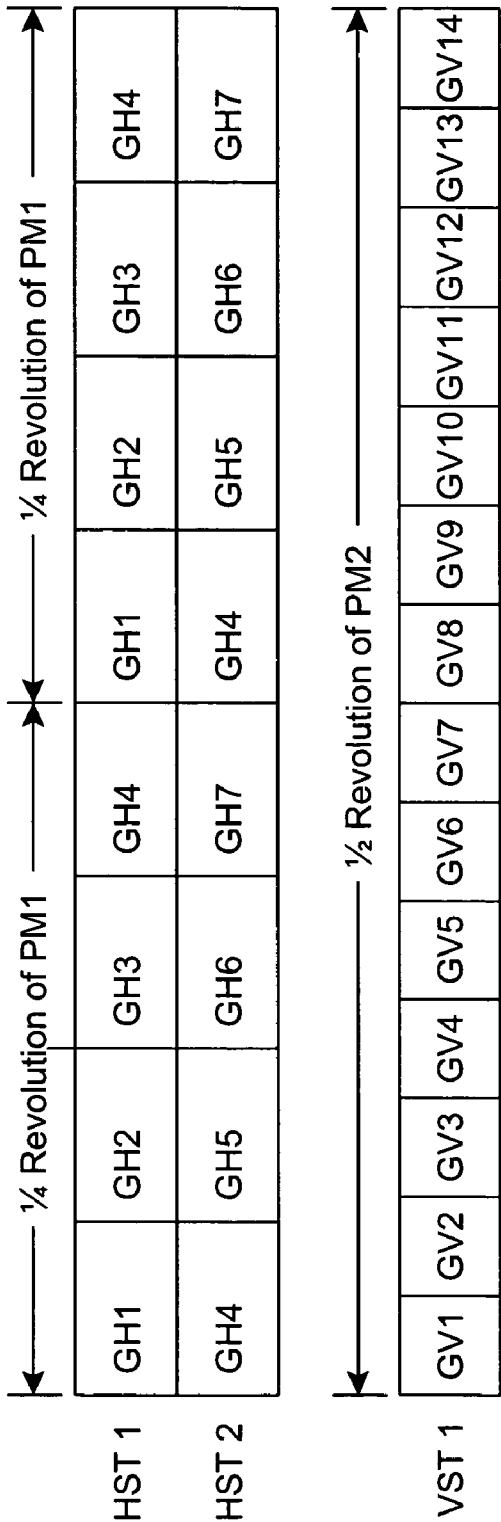 ¼ Revolution of PM1 ¼ Revolution of PM1
HST 1 GH1 GH2 GH3 GH4 GH1 GH2 GH3 GH4
HST 2 GH4 GH5 GH6 GH7 GH4 GH5 GH6 GH7
½ Revolution of PM2
VST 1 GV1 GV2 GV3 GV4 GV5 GV6 GV7 GV8 GV9 GV10 GV11 GV12 GV13 GV14